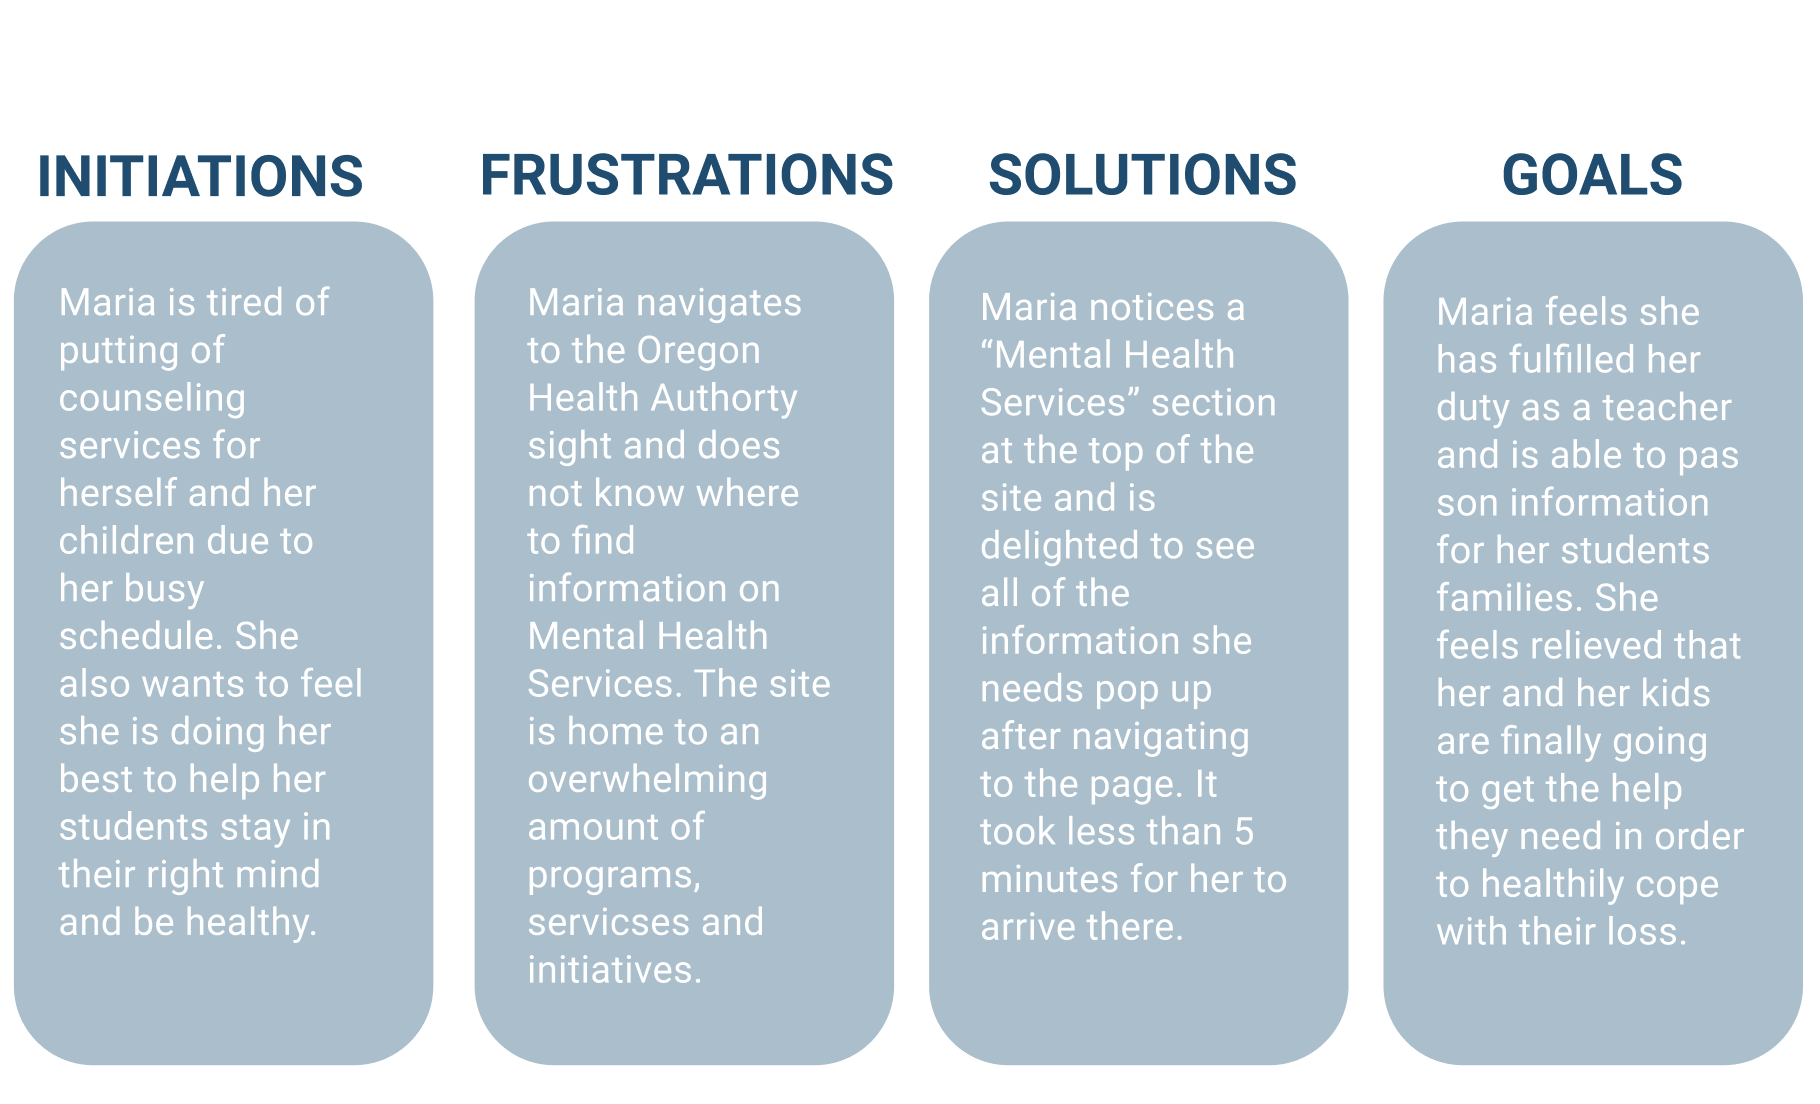 INITIATIONS
Maria is tired of
putting of
counseling
services for
herself and her
children due to
her busy
schedule. She
also wants to feel
she is doing her
best to help her
students stay in
their right mind
and be healthy.
FRUSTRATIONS
Maria navigates
to the Oregon
Health Authorty
sight and does
not know where
to find
information on
Mental Health
Services. The site
is home to an
overwhelming
amount of
programs,
servicses and
initiatives.
SOLUTIONS
Maria notices a
“Mental Health
Services” section
at the top of the
site and is
delighted to see
all of the
information she
needs pop up
after navigating
to the page. It
took less than 5
minutes for her to
arrive there.
GOALS
Maria feels she
has fulfilled her
duty as a teacher
and is able to pas
son information
for her students
families. She
feels relieved that
her and her kids
are finally going
to get the help
they need in order
to healthily cope
with their loss.